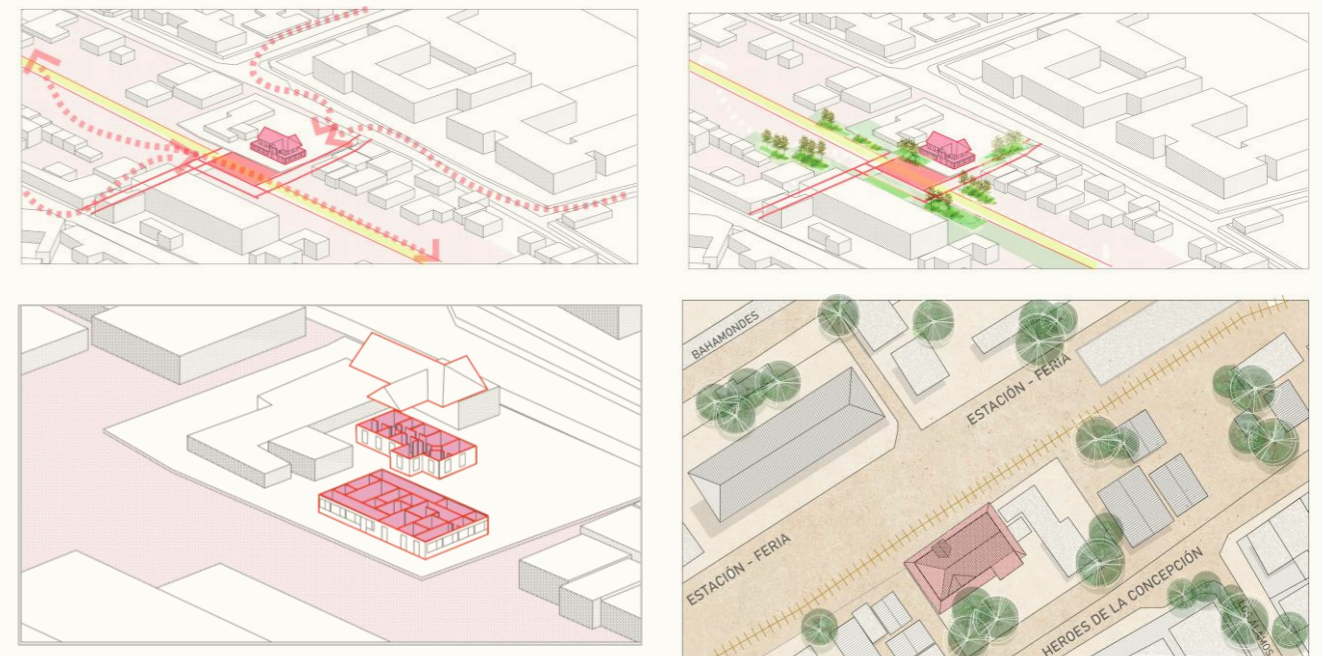 BAHAMONDES
ESTACIÓN - FERIA
ESTACIÓN - FERIA
HEROES DE LA CONCEPCIÓN